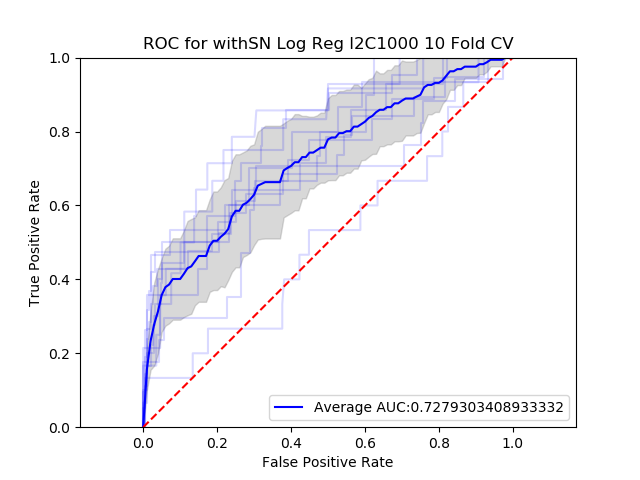 ROC for withSN Log Reg I2C1000 10 Fold CV
1.0
0.8
0.6
0.4
0.2
0.0
True Positive Rate
Average AUC:0.7279303408933332
0.0 0.2 0.4 0.6 0.8 1.0
False Positive Rate